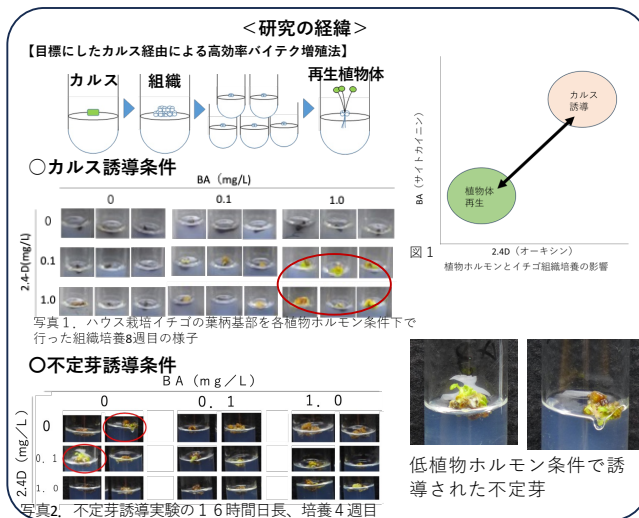 ＜研究の経緯＞
【目標にしたカルス経由による高効率バイテク増殖法】
カルス
組織
再生植物体
〇カルス誘導条件
BA（mg/L)
0
0.1
1.0
2.4-D(mg/L)
0
0.1
1.0
写真１．ハウス栽培イチゴの葉柄基部を各植物ホルモン条件下で
行った組織培養8週目の様子
BA（サイトカイニン）
カルス
誘導
植物体
再生
図１
2.4D（オーキシン）
植物ホルモンとイチゴ組織培養の影響
〇不定芽誘導条件
ＢＡ（ｍｇ／Ｌ）
０
０．１
１．０
2.4D（ｍｇ／Ｌ）
0
０．１
１．０
写真2．不定芽誘導実験の１６時間日長、培養４週目
低植物ホルモン条件で誘
導された不定芽